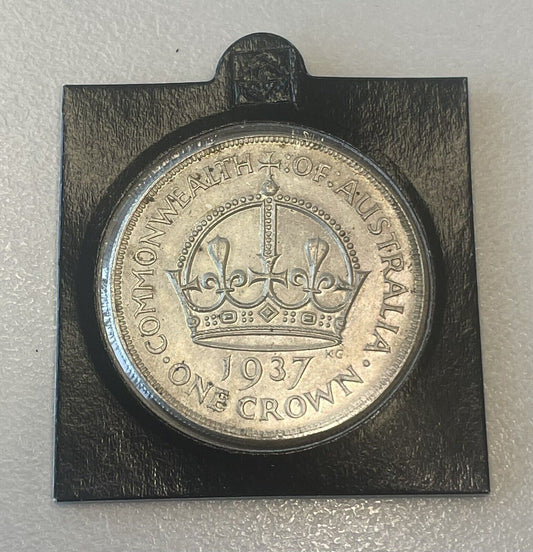 ·COMMONWEALTH·OF·AUSTRALIA·
1937
KG
ONE CROWN